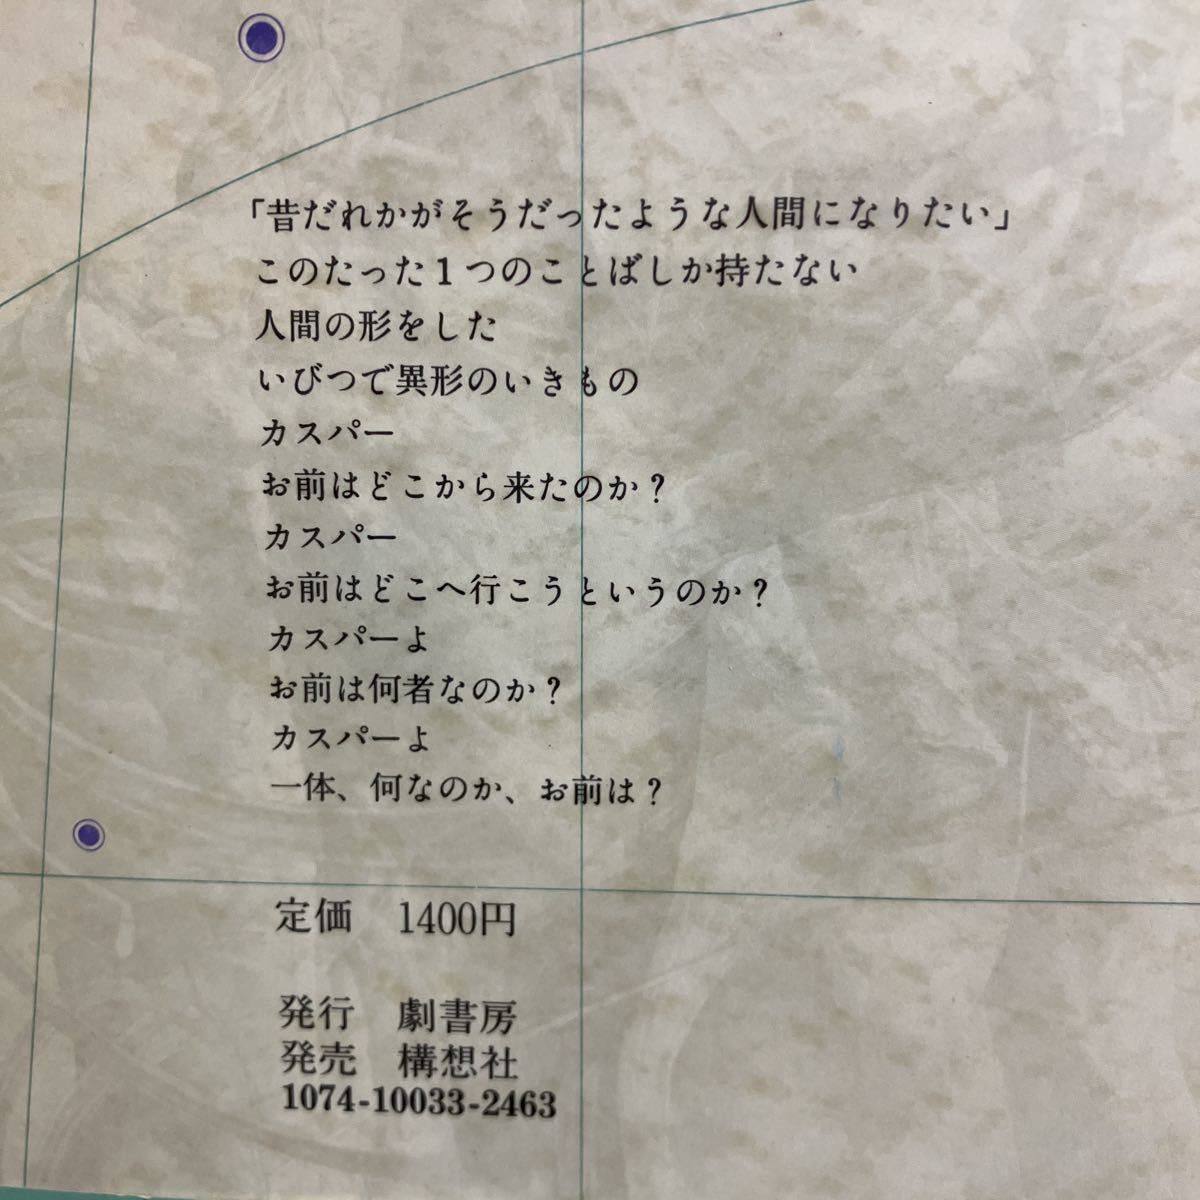 「昔だれかがそうだったような人間になりたい」
このたった1つのことばしか持たない
人間の形をした
いびつで異形のいきもの
カスパー
お前はどこから来たのか?
カスパー
お前はどこへ行こうというのか?
カスパーよ
お前は何者なのか?
カスパーよ
一体、何なのか、お前は?
定価 1400円
発行 劇書房
発売 構想社
1074-10033-2463